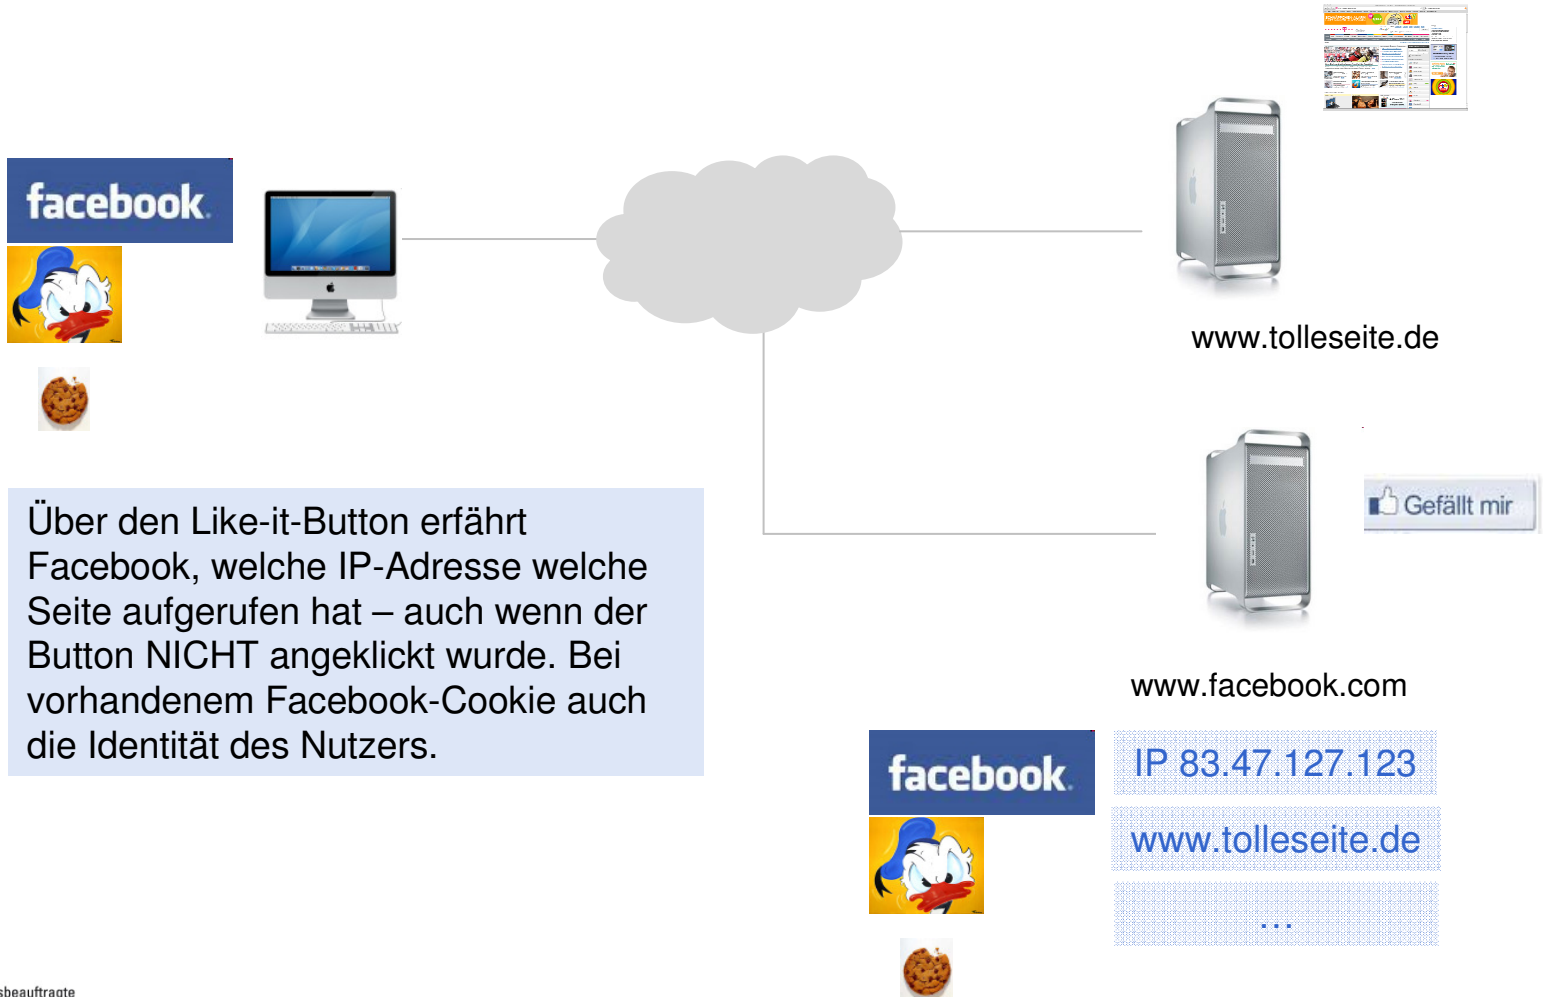 facebook.
www.tolleseite.de
Gefällt mir
Über den Like-it-Button erfährt
Facebook, welche IP-Adresse welche
Seite aufgerufen hat – auch wenn der
Button NICHT angeklickt wurde. Bei
vorhandenem Facebook-Cookie auch
die Identität des Nutzers.
www.facebook.com
facebook.
IP 83.47.127.123
www.tolleseite.de
...
sbeauftragte